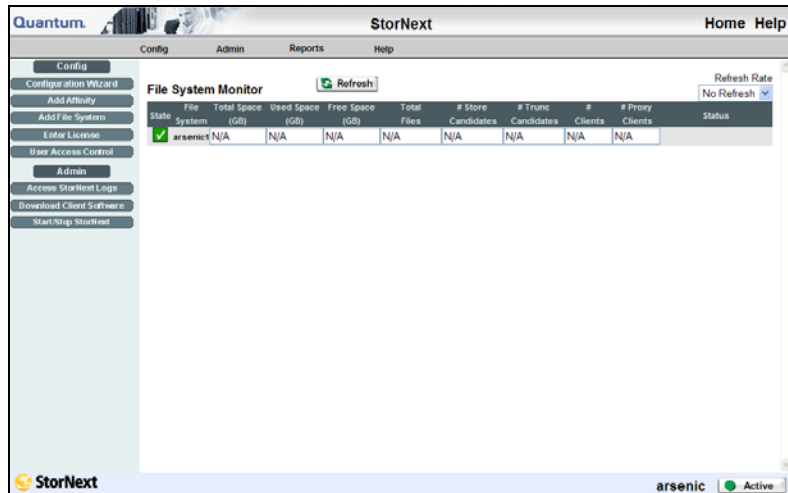 Quantum. StorNext Home Help
Config Admin Reports Help
Config
Configuration Wizard
Add Affinity
Add File System
Enter License
User Access Control
Admin
Access StorNext Logs
Download Client Software
Start/Stop StorNext
File System Monitor Refresh
Refresh Rate
No Refresh
State File System Total Space (GB) Used Space (GB) Free Space (GB) Total Files # Store Candidates # Trunc Candidates # Clients # Proxy Clients Status
arsenict N/A N/A N/A N/A N/A N/A N/A N/A
StorNext arsenic Active